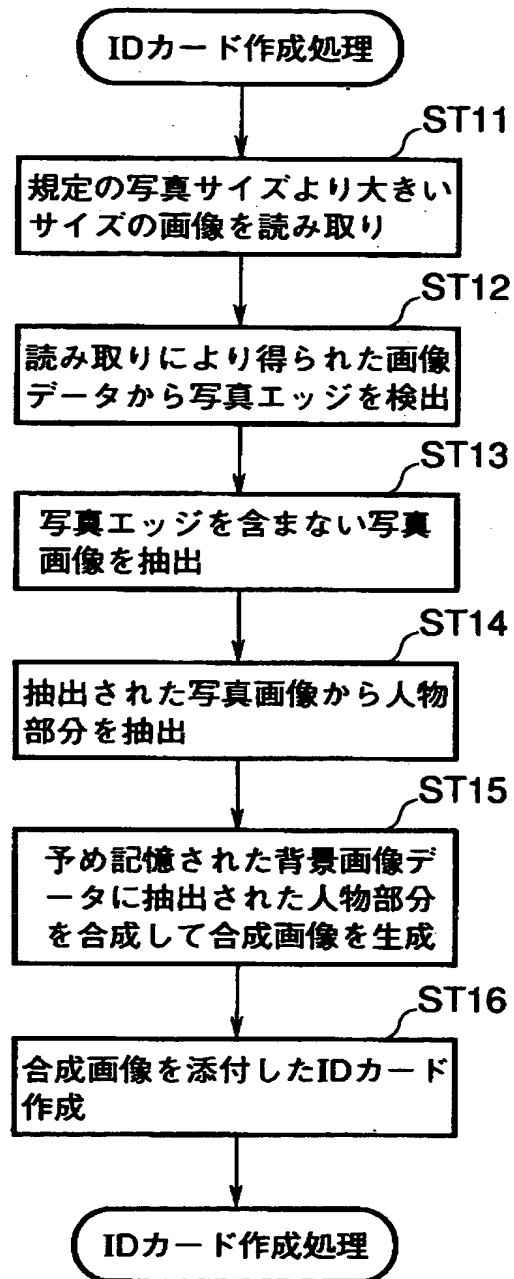 IDカード作成処理
ST11
規定の写真サイズより大きい
サイズの画像を読み取り
ST12
読み取りにより得られた画像
データから写真エッジを検出
ST13
写真エッジを含まない写真
画像を抽出
ST14
抽出された写真画像から人物
部分を抽出
ST15
予め記憶された背景画像デ
ータに抽出された人物部分
を合成して合成画像を生成
ST16
合成画像を添付したIDカード
作成
IDカード作成処理